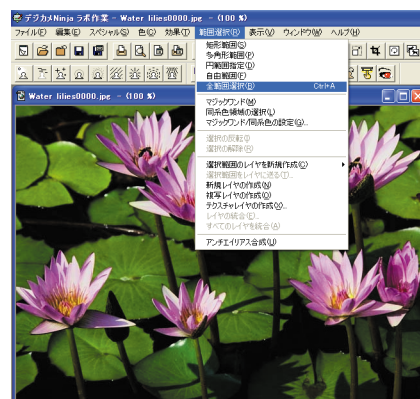 デジカメNinja ラボ作業 - Water lilies0000.jpg - (100 %)
ファイル(F) 編集(E) スペシャル(S) 色(C) 効果(T) 範囲選択(R) 表示(V) ウィンドウ(W) ヘルプ(H)
矩形範囲(S)
多角形範囲(P)
円範囲指定(D)
自由範囲(F)
全範囲選択(R) Ctrl+A
マジックワンド(M)
同系色領域の選択(L)
マジックワンド/同系色の設定(G)...
選択の反転(I)
選択の解除(R)
選択範囲のレイヤを新規作成(C)
選択範囲をレイヤに送る(T)...
新規レイヤの作成(N)
複写レイヤの作成(O)
テクスチャレイヤの作成(X)...
レイヤの統合(E)...
すべてのレイヤを統合(A)
アンチエイリアス合成(U)
Water lilies0000.jpg - (100 %)